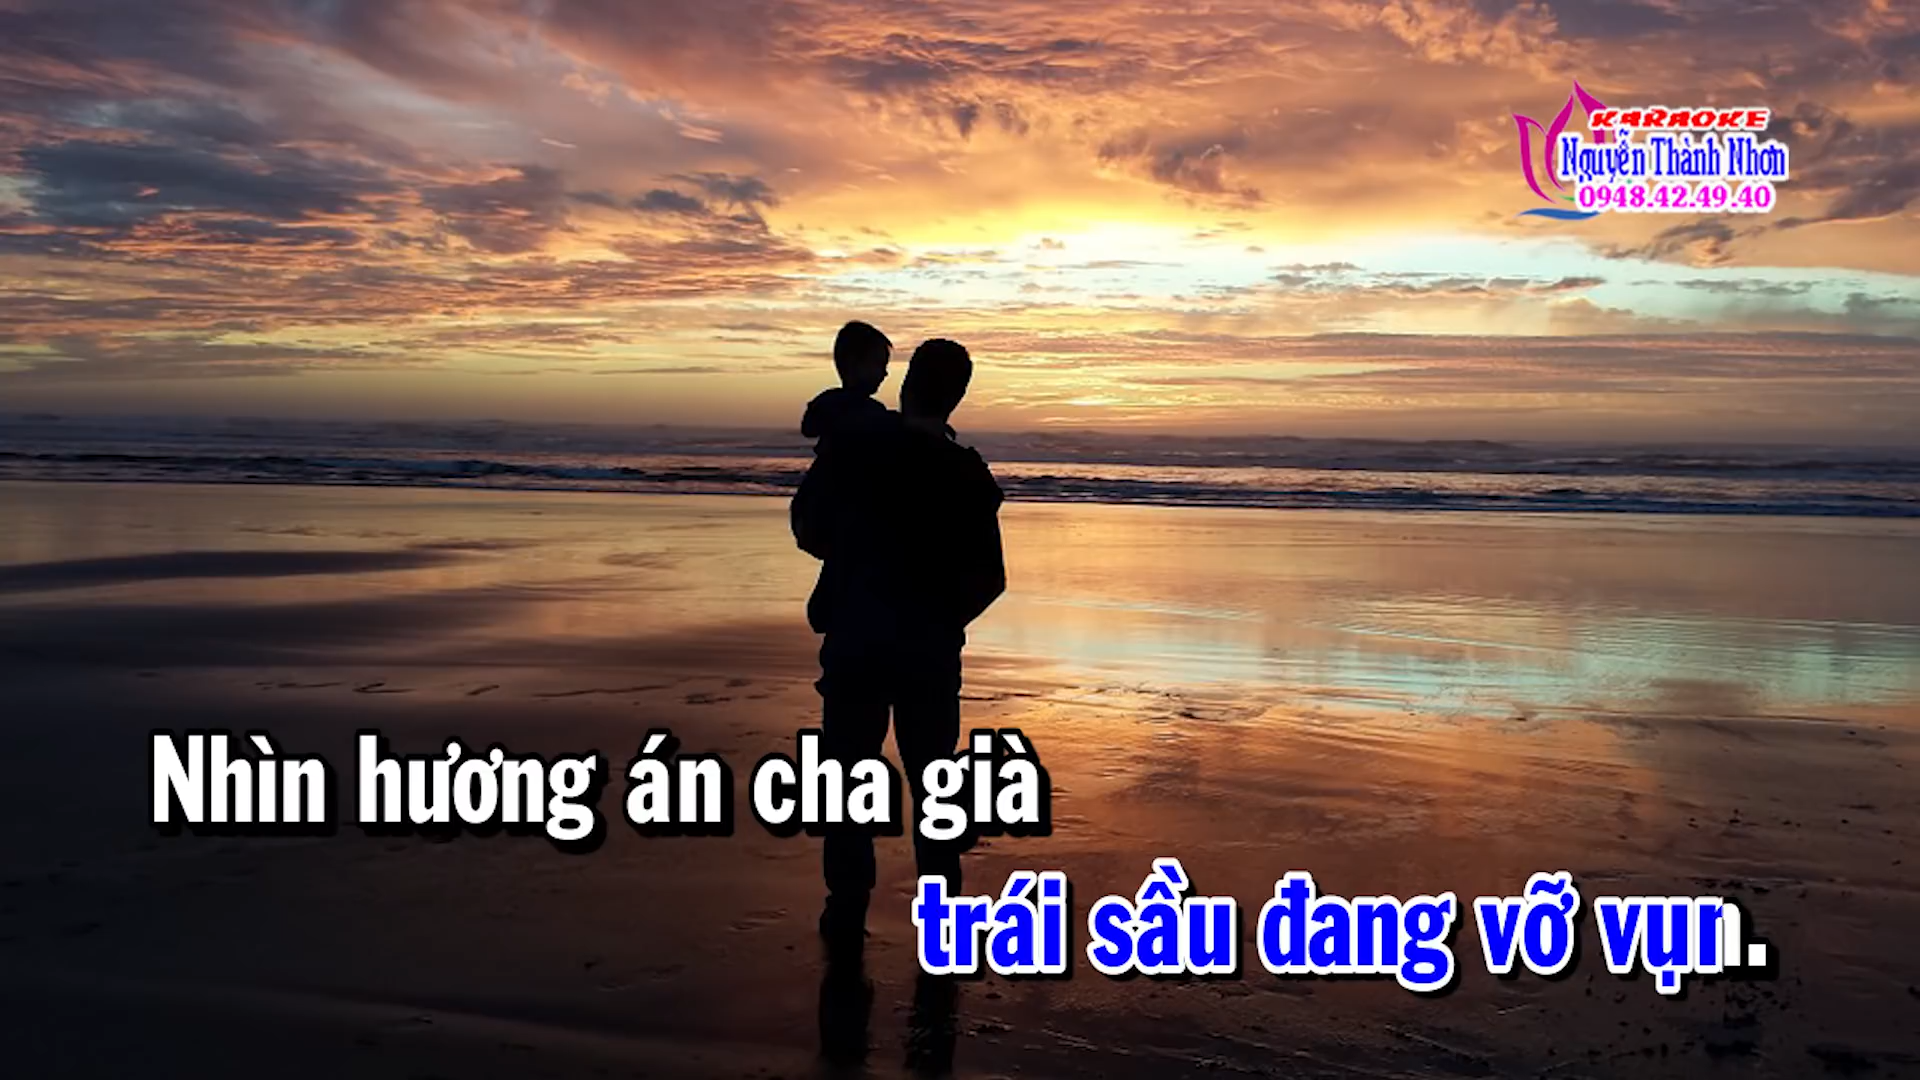 KARAOKE
Nguyễn Thành Nhơn
0948.42.49.40
Nhìn hương án cha già
trái sầu đang vỡ vụn.